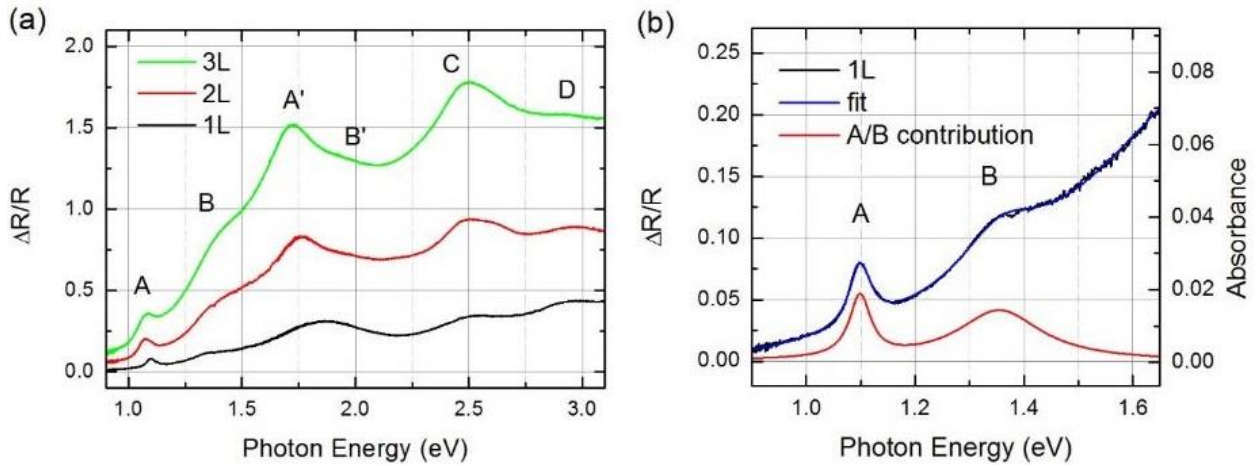 (a)
2.0
1.5
1.0
0.5
0.0
ΔR/R
3L
2L
1L
A
B
A'
B'
C
D
1.0
1.5
2.0
2.5
3.0
Photon Energy (eV)
(b)
0.25
0.20
0.15
0.10
0.05
0.00
ΔR/R
1L
fit
A/B contribution
A
B
0.08
0.06
0.04
0.02
0.00
Absorbance
1.0
1.2
1.4
1.6
Photon Energy (eV)